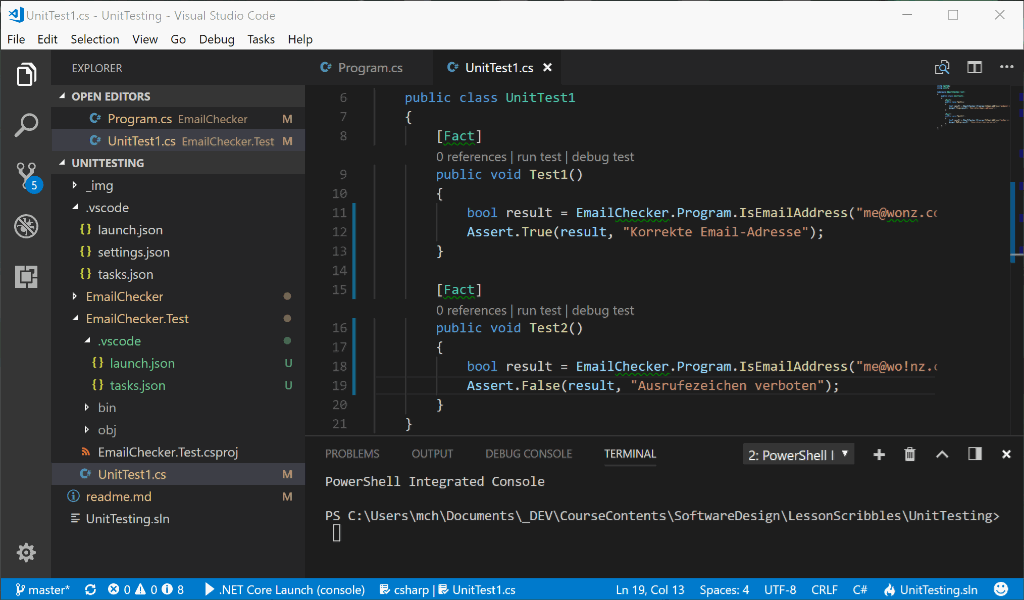 UnitTest1.cs - UnitTesting - Visual Studio Code
File Edit Selection View Go Debug Tasks Help
EXPLORER
OPEN EDITORS
Program.cs EmailChecker M
UnitTest1.cs EmailChecker.Test M
UNITTESTING
_img
.vscode
{} launch.json
{} settings.json
{} tasks.json
EmailChecker
EmailChecker.Test
.vscode
{} launch.json U
{} tasks.json U
bin
obj
EmailChecker.Test.csproj
UnitTest1.cs M
readme.md M
UnitTesting.sln
5
Program.cs UnitTest1.cs
6 public class UnitTest1
7 {
8 [Fact]
0 references | run test | debug test
9 public void Test1()
10 {
11 bool result = EmailChecker.Program.IsEmailAddress("me@wonz.co
12 Assert.True(result, "Korrekte Email-Adresse");
13 }
14
15 [Fact]
0 references | run test | debug test
16 public void Test2()
17 {
18 bool result = EmailChecker.Program.IsEmailAddress("me@wo!nz.c
19 Assert.False(result, "Ausrufezeichen verboten");
20 }
21 }
PROBLEMS OUTPUT DEBUG CONSOLE TERMINAL 2: PowerShell I
PowerShell Integrated Console
PS C:\Users\mch\Documents\_DEV\CourseContents\SoftwareDesign\LessonScribbles\UnitTesting>
master* 0 0 8 .NET Core Launch (console) csharp | UnitTest1.cs Ln 19, Col 13 Spaces: 4 UTF-8 CRLF C# UnitTesting.sln